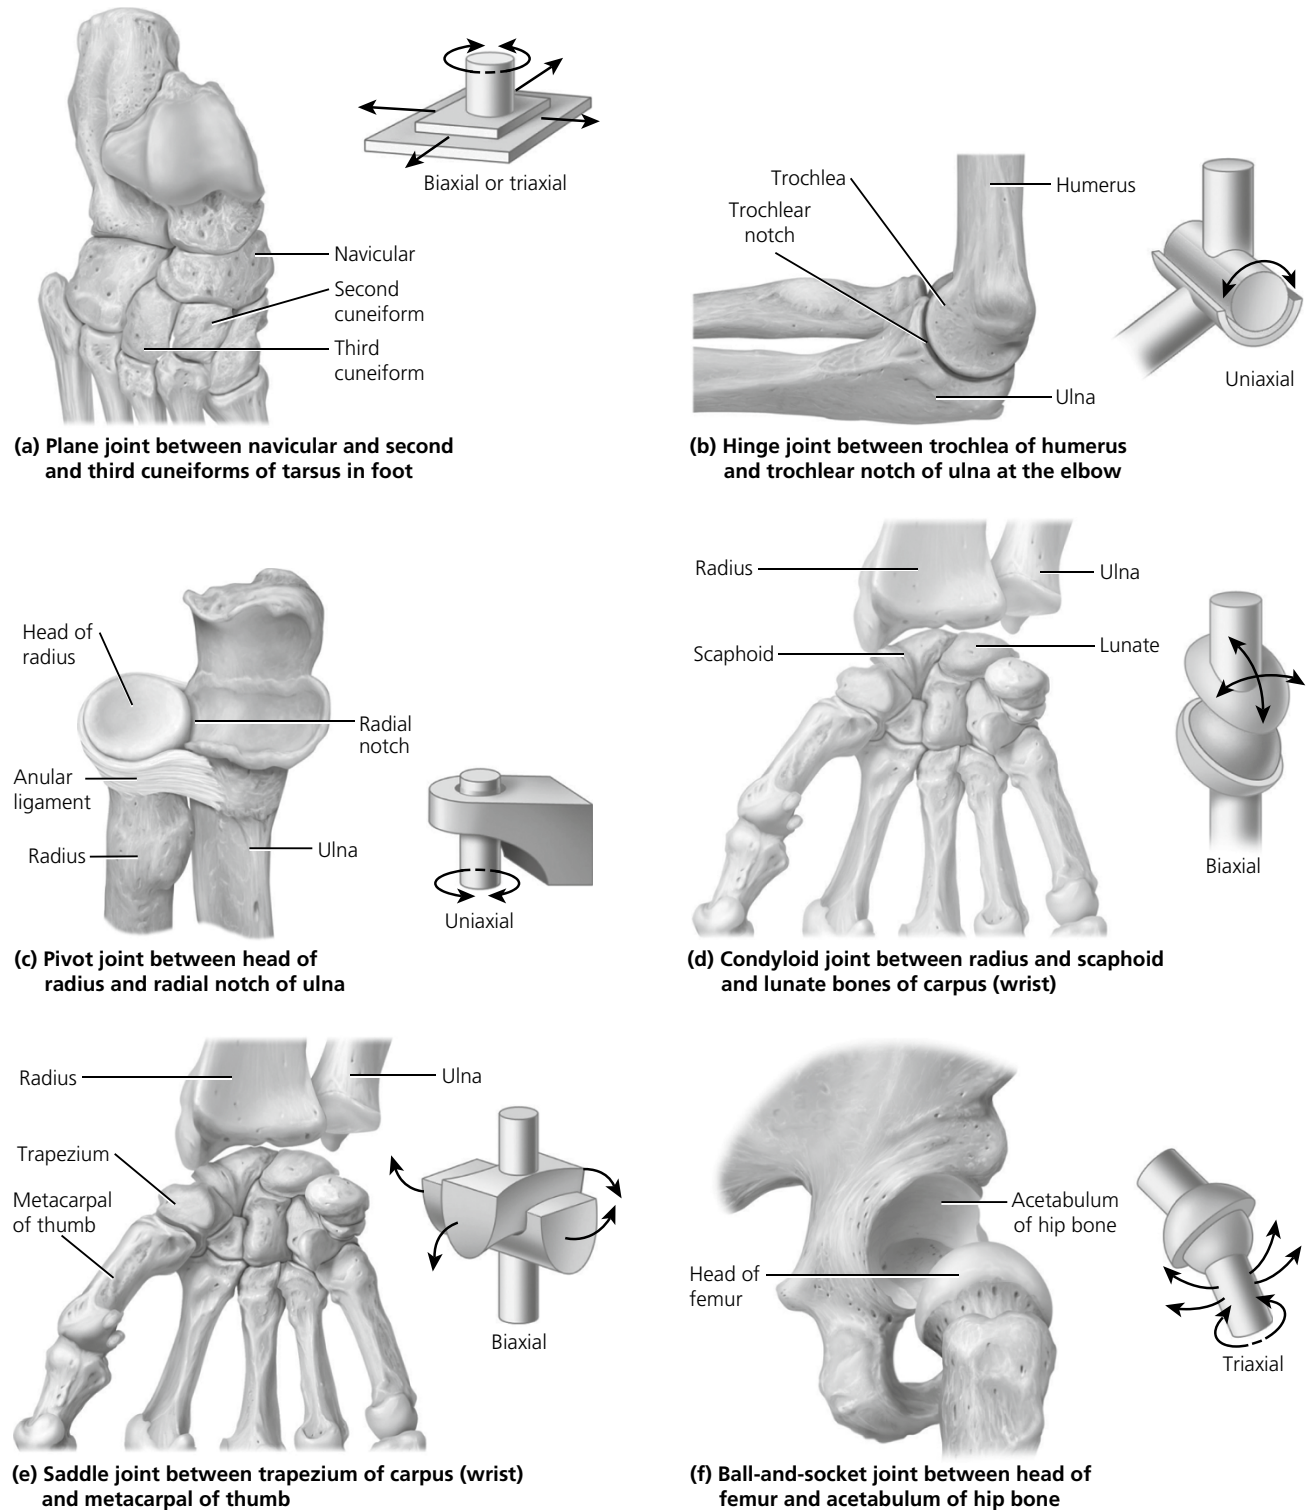 Biaxial or triaxial
Navicular
Second
cuneiform
Third
cuneiform
(a) Plane joint between navicular and second
and third cuneiforms of tarsus in foot
Trochlea
Trochlear
notch
Humerus
Ulna
Uniaxial
(b) Hinge joint between trochlea of humerus
and trochlear notch of ulna at the elbow
Head of
radius
Radial
notch
Anular
ligament
Radius
Ulna
Uniaxial
(c) Pivot joint between head of
radius and radial notch of ulna
Radius
Ulna
Scaphoid
Lunate
Biaxial
(d) Condyloid joint between radius and scaphoid
and lunate bones of carpus (wrist)
Radius
Ulna
Trapezium
Metacarpal
of thumb
Biaxial
(e) Saddle joint between trapezium of carpus (wrist)
and metacarpal of thumb
Acetabulum
of hip bone
Head of
femur
Triaxial
(f) Ball-and-socket joint between head of
femur and acetabulum of hip bone